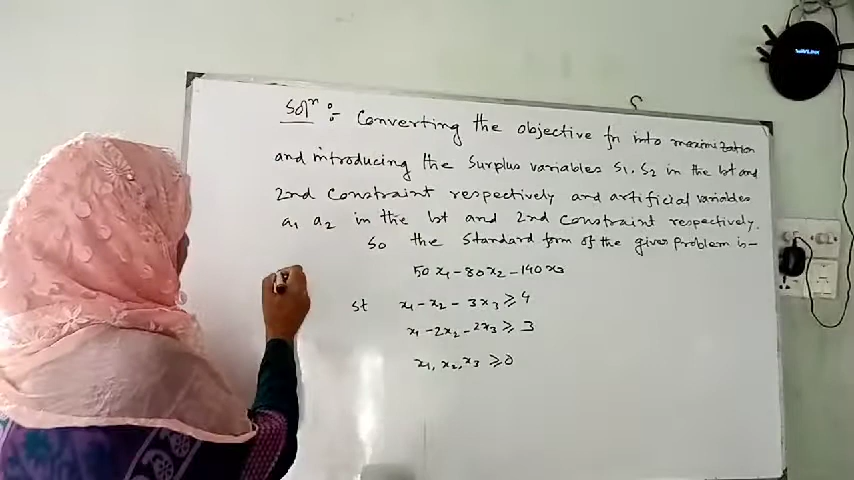 Solⁿ :- Converting the objective fn into maximization
and introducing the Surplus variables S₁, S₂ in the 1st and
2nd constraint respectively and artificial variables
a₁ a₂ in the 1st and 2nd constraint respectively.
So the Standard form of the given problem is-
50x₁ - 80x₂ - 140x₃
st x₁ - x₂ - 3x₃ ≥ 4
x₁ - 2x₂ - 2x₃ ≥ 3
x₁, x₂, x₃ ≥ 0